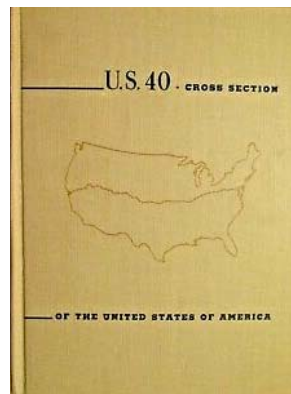 U.S. 40 · CROSS SECTION
OF THE UNITED STATES OF AMERICA